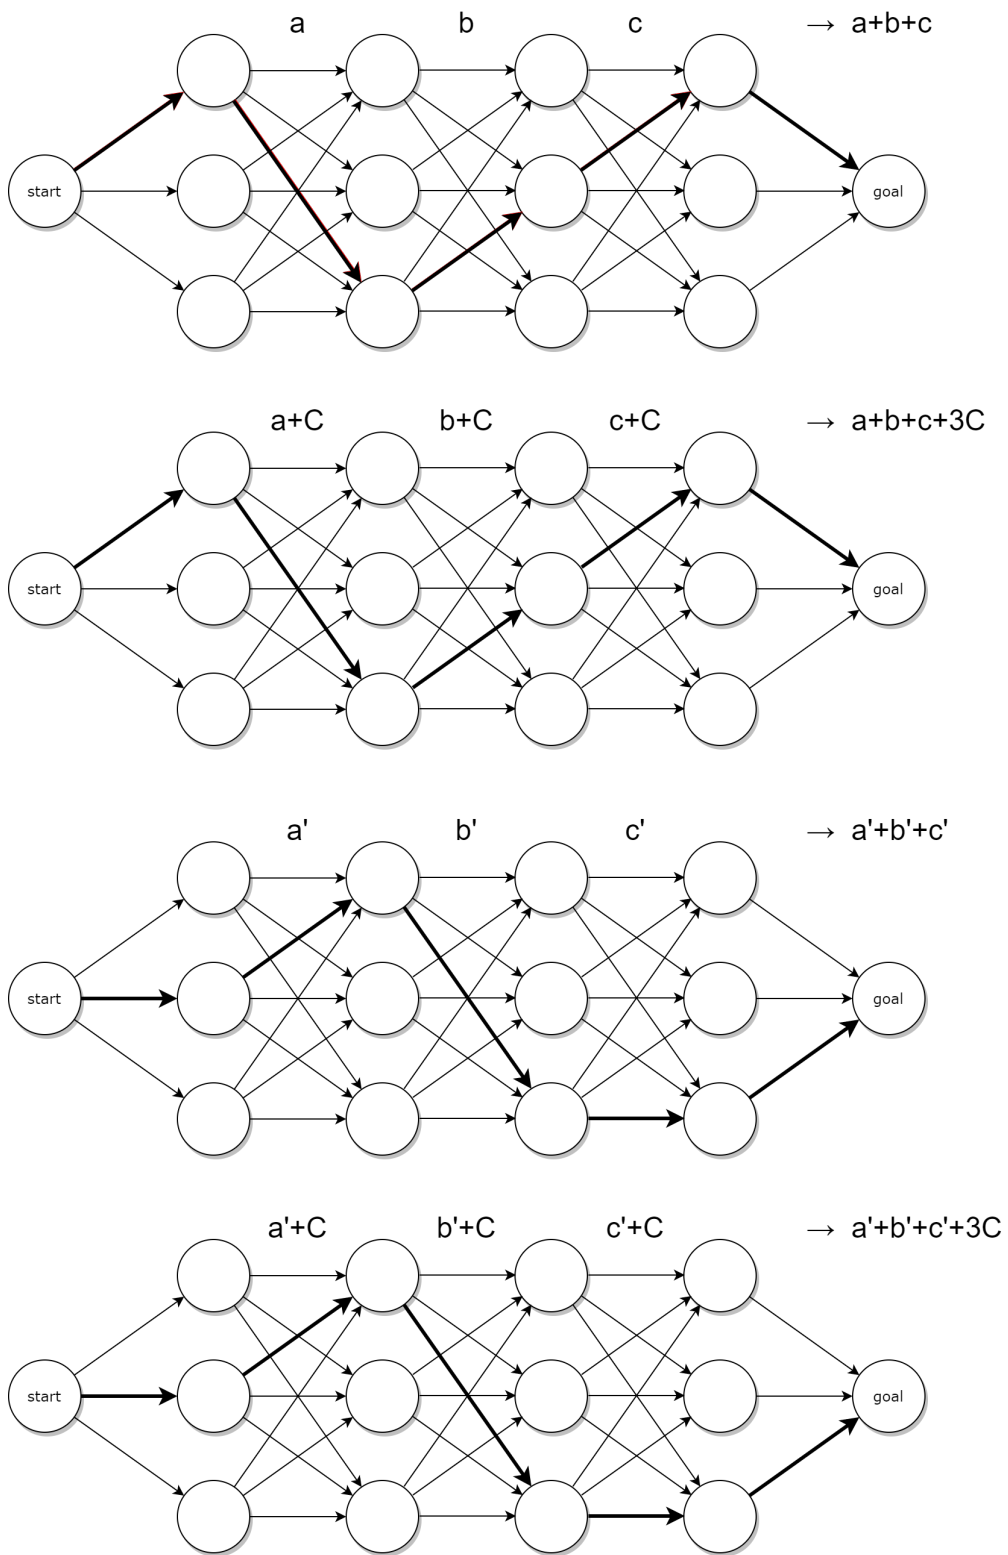 a b c → a+b+c
start goal
a+C b+C c+C → a+b+c+3C
start goal
a' b' c' → a'+b'+c'
start goal
a'+C b'+C c'+C → a'+b'+c'+3C
start goal